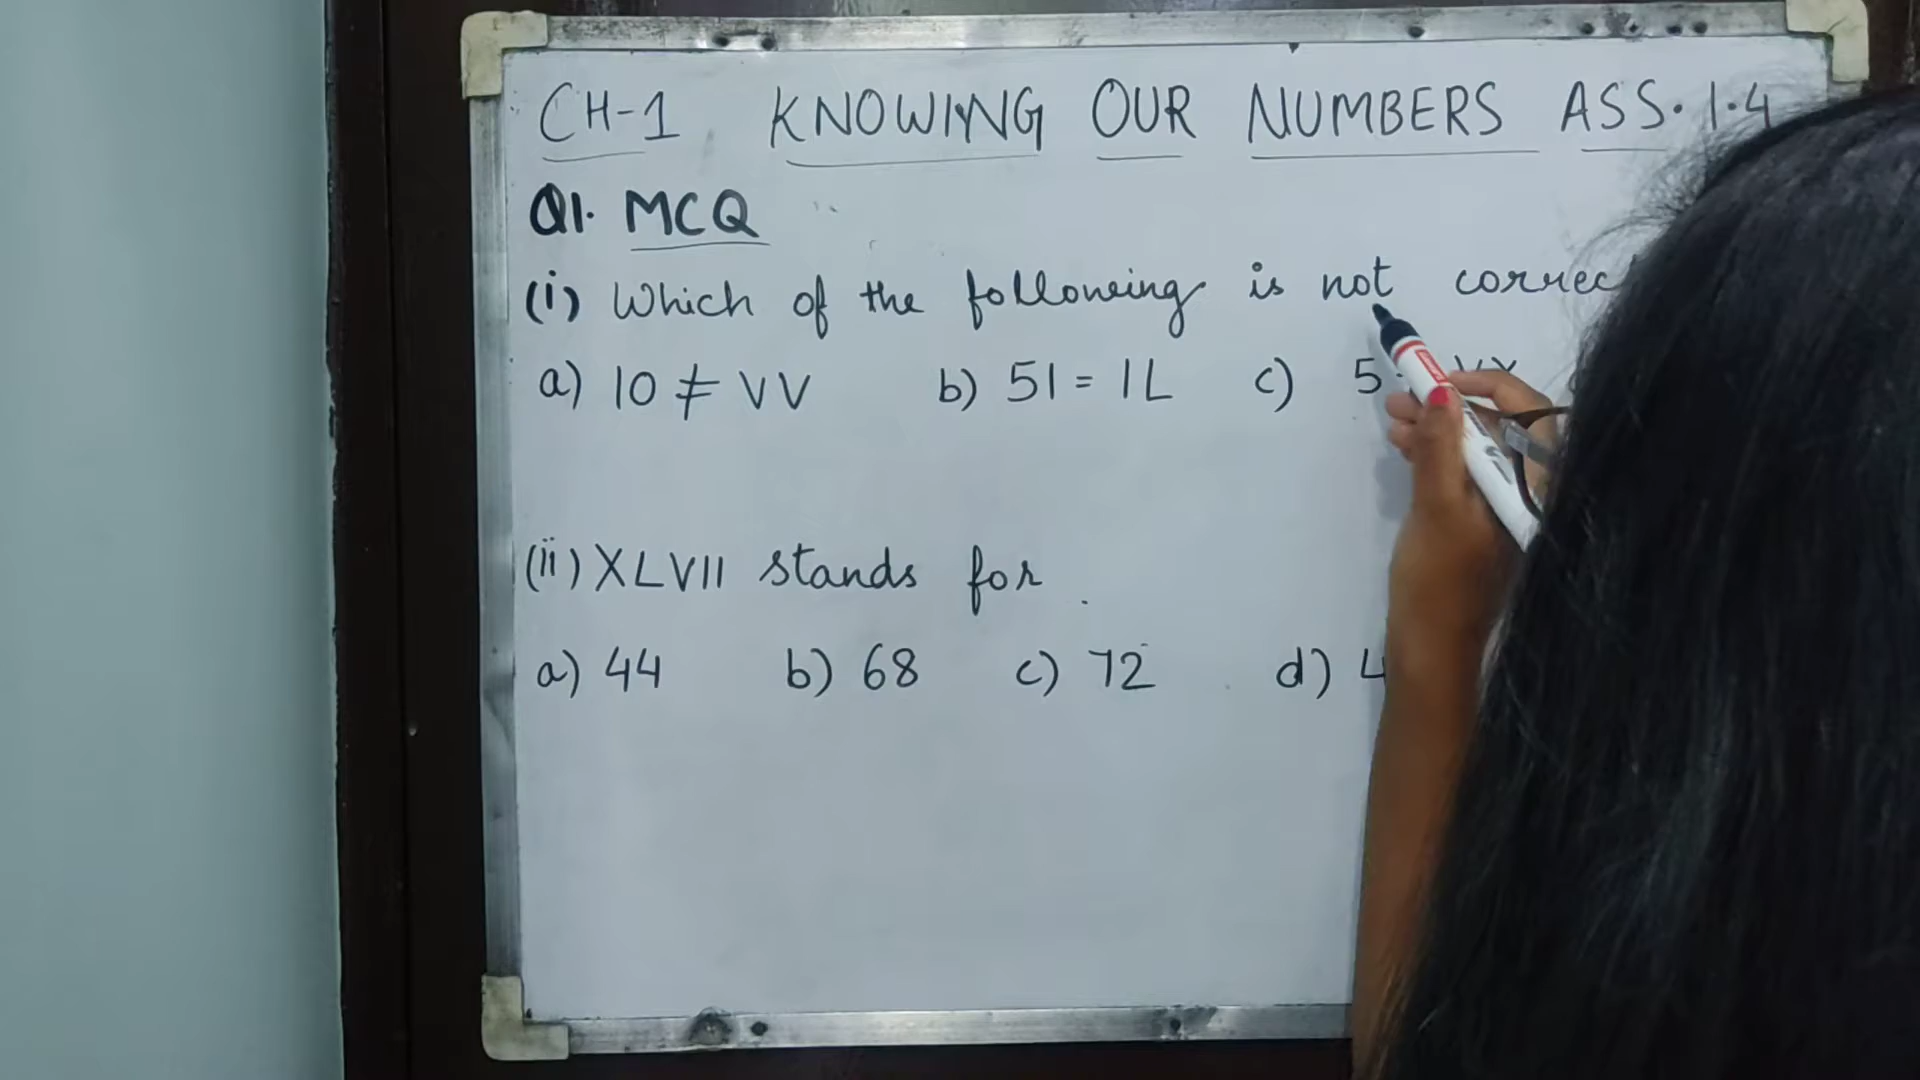 CH-1 KNOWING OUR NUMBERS ASS. 1.4
Q1. MCQ
(i) Which of the following is not
a) 10 ≠ VV b) 51 = IL c) 5
(ii) XLVII stands for
a) 44 b) 68 c) 72 d)